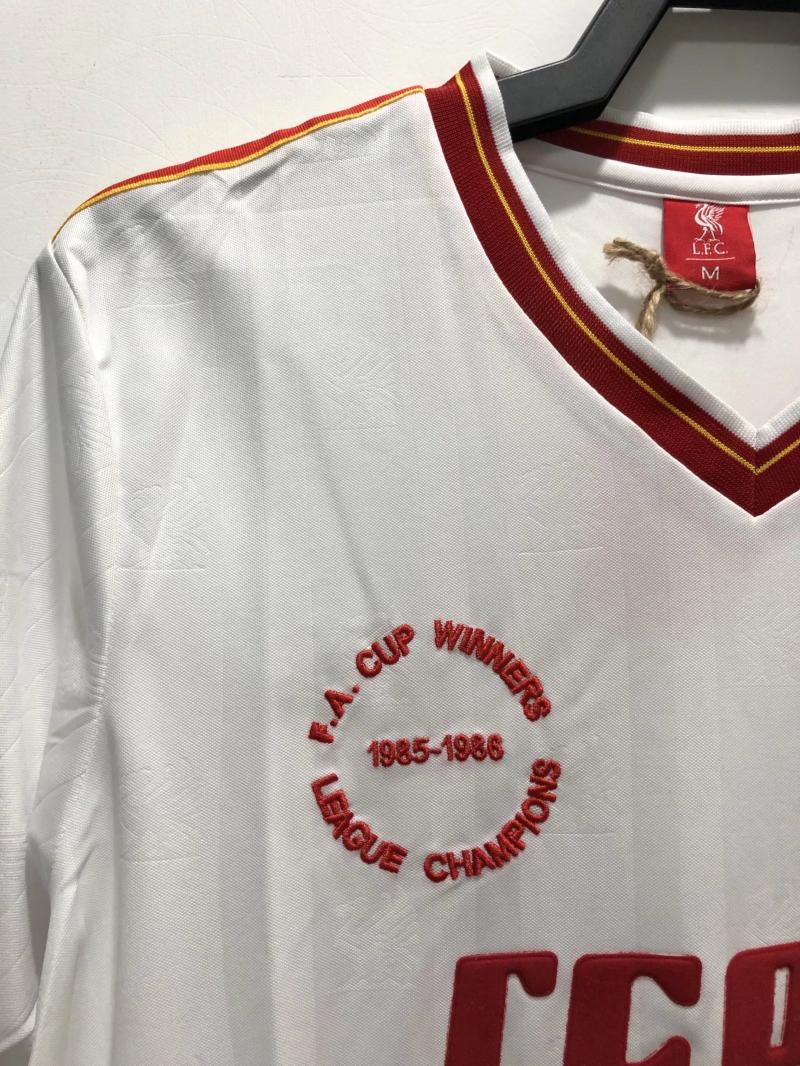 L.F.C.
M
F.A. CUP WINNERS
1985-1986
LEAGUE CHAMPIONS